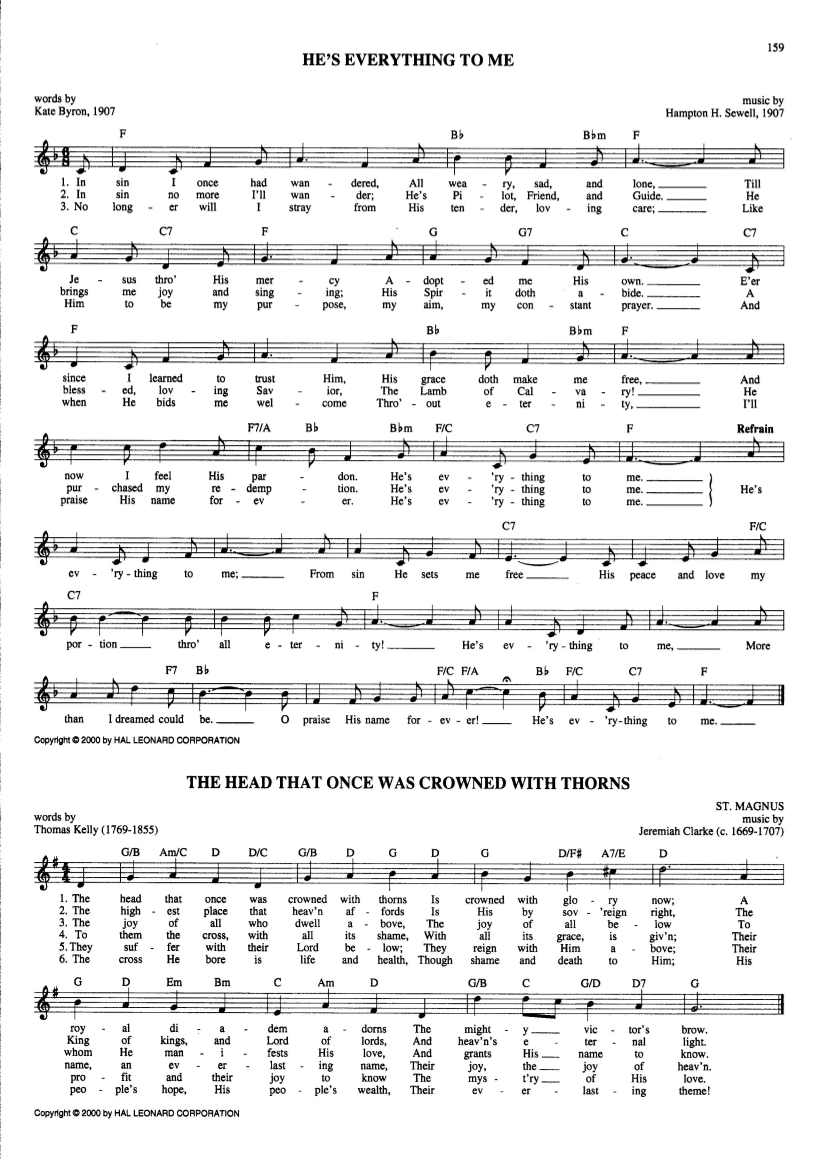 159
HE'S EVERYTHING TO ME
words by
Kate Byron, 1907
music by
Hampton H. Sewell, 1907
F B♭ B♭m F
1. In sin I once had wan - dered, All wea - ry, sad, and lone, Till
2. In sin no more I'll wan - der; He's Pi - lot, Friend, and Guide. He
3. No long - er will I stray from His ten - der, lov - ing care; Like
C C7 F G G7 C C7
Je - sus thro' His mer - cy A - dopt - ed me His own. E'er
brings me joy and sing - ing; His Spir - it doth a - bide. A
Him to be my pur - pose, my aim, my con - stant prayer. And
F B♭ B♭m F
since I learned to trust Him, His grace doth make me free, And
bless - ed, lov - ing Sav - ior, The Lamb of Cal - va - ry! He
when He bids me wel - come Thro' - out e - ter - ni - ty, I'll
F7/A B♭ B♭m F/C C7 F Refrain
now I feel His par - don. He's ev - 'ry - thing to me.
pur - chased my re - demp - tion. He's ev - 'ry - thing to me. He's
praise His name for - ev - er. He's ev - 'ry - thing to me.
C7 F/C
ev - 'ry - thing to me; From sin He sets me free His peace and love my
C7 F
por - tion thro' all e - ter - ni - ty! He's ev - 'ry - thing to me, More
F7 B♭ F/C F/A B♭ F/C C7 F
than I dreamed could be. O praise His name for - ev - er! He's ev - 'ry-thing to me.
Copyright © 2000 by HAL LEONARD CORPORATION
THE HEAD THAT ONCE WAS CROWNED WITH THORNS
ST. MAGNUS
words by
Thomas Kelly (1769-1855)
music by
Jeremiah Clarke (c. 1669-1707)
G/B Am/C D D/C G/B D G D G D/F♯ A7/E D
1. The head that once was crowned with thorns Is crowned with glo - ry now; A
2. The high - est place that heav'n af - fords Is His by sov - 'reign right, The
3. The joy of all who dwell a - bove, The joy of all be - low To
4. To them the cross, with all its shame, With all its grace, is giv'n; Their
5. They suf - fer with their Lord be - low; They reign with Him a - bove; Their
6. The cross He bore is life and health, Though shame and death to Him; His
G D Em Bm C Am D G/B C G/D D7 G
roy - al di - a - dem a - dorns The might - y vic - tor's brow.
King of kings, and Lord of lords, And heav'n's e - ter - nal light.
whom He man - i - fests His love, And grants His name to know.
name, an ev - er - last - ing name, Their joy, the joy of heav'n.
pro - fit and their joy to know The mys - t'ry of His love.
peo - ple's hope, His peo - ple's wealth, Their ev - er - last - ing theme!
Copyright © 2000 by HAL LEONARD CORPORATION